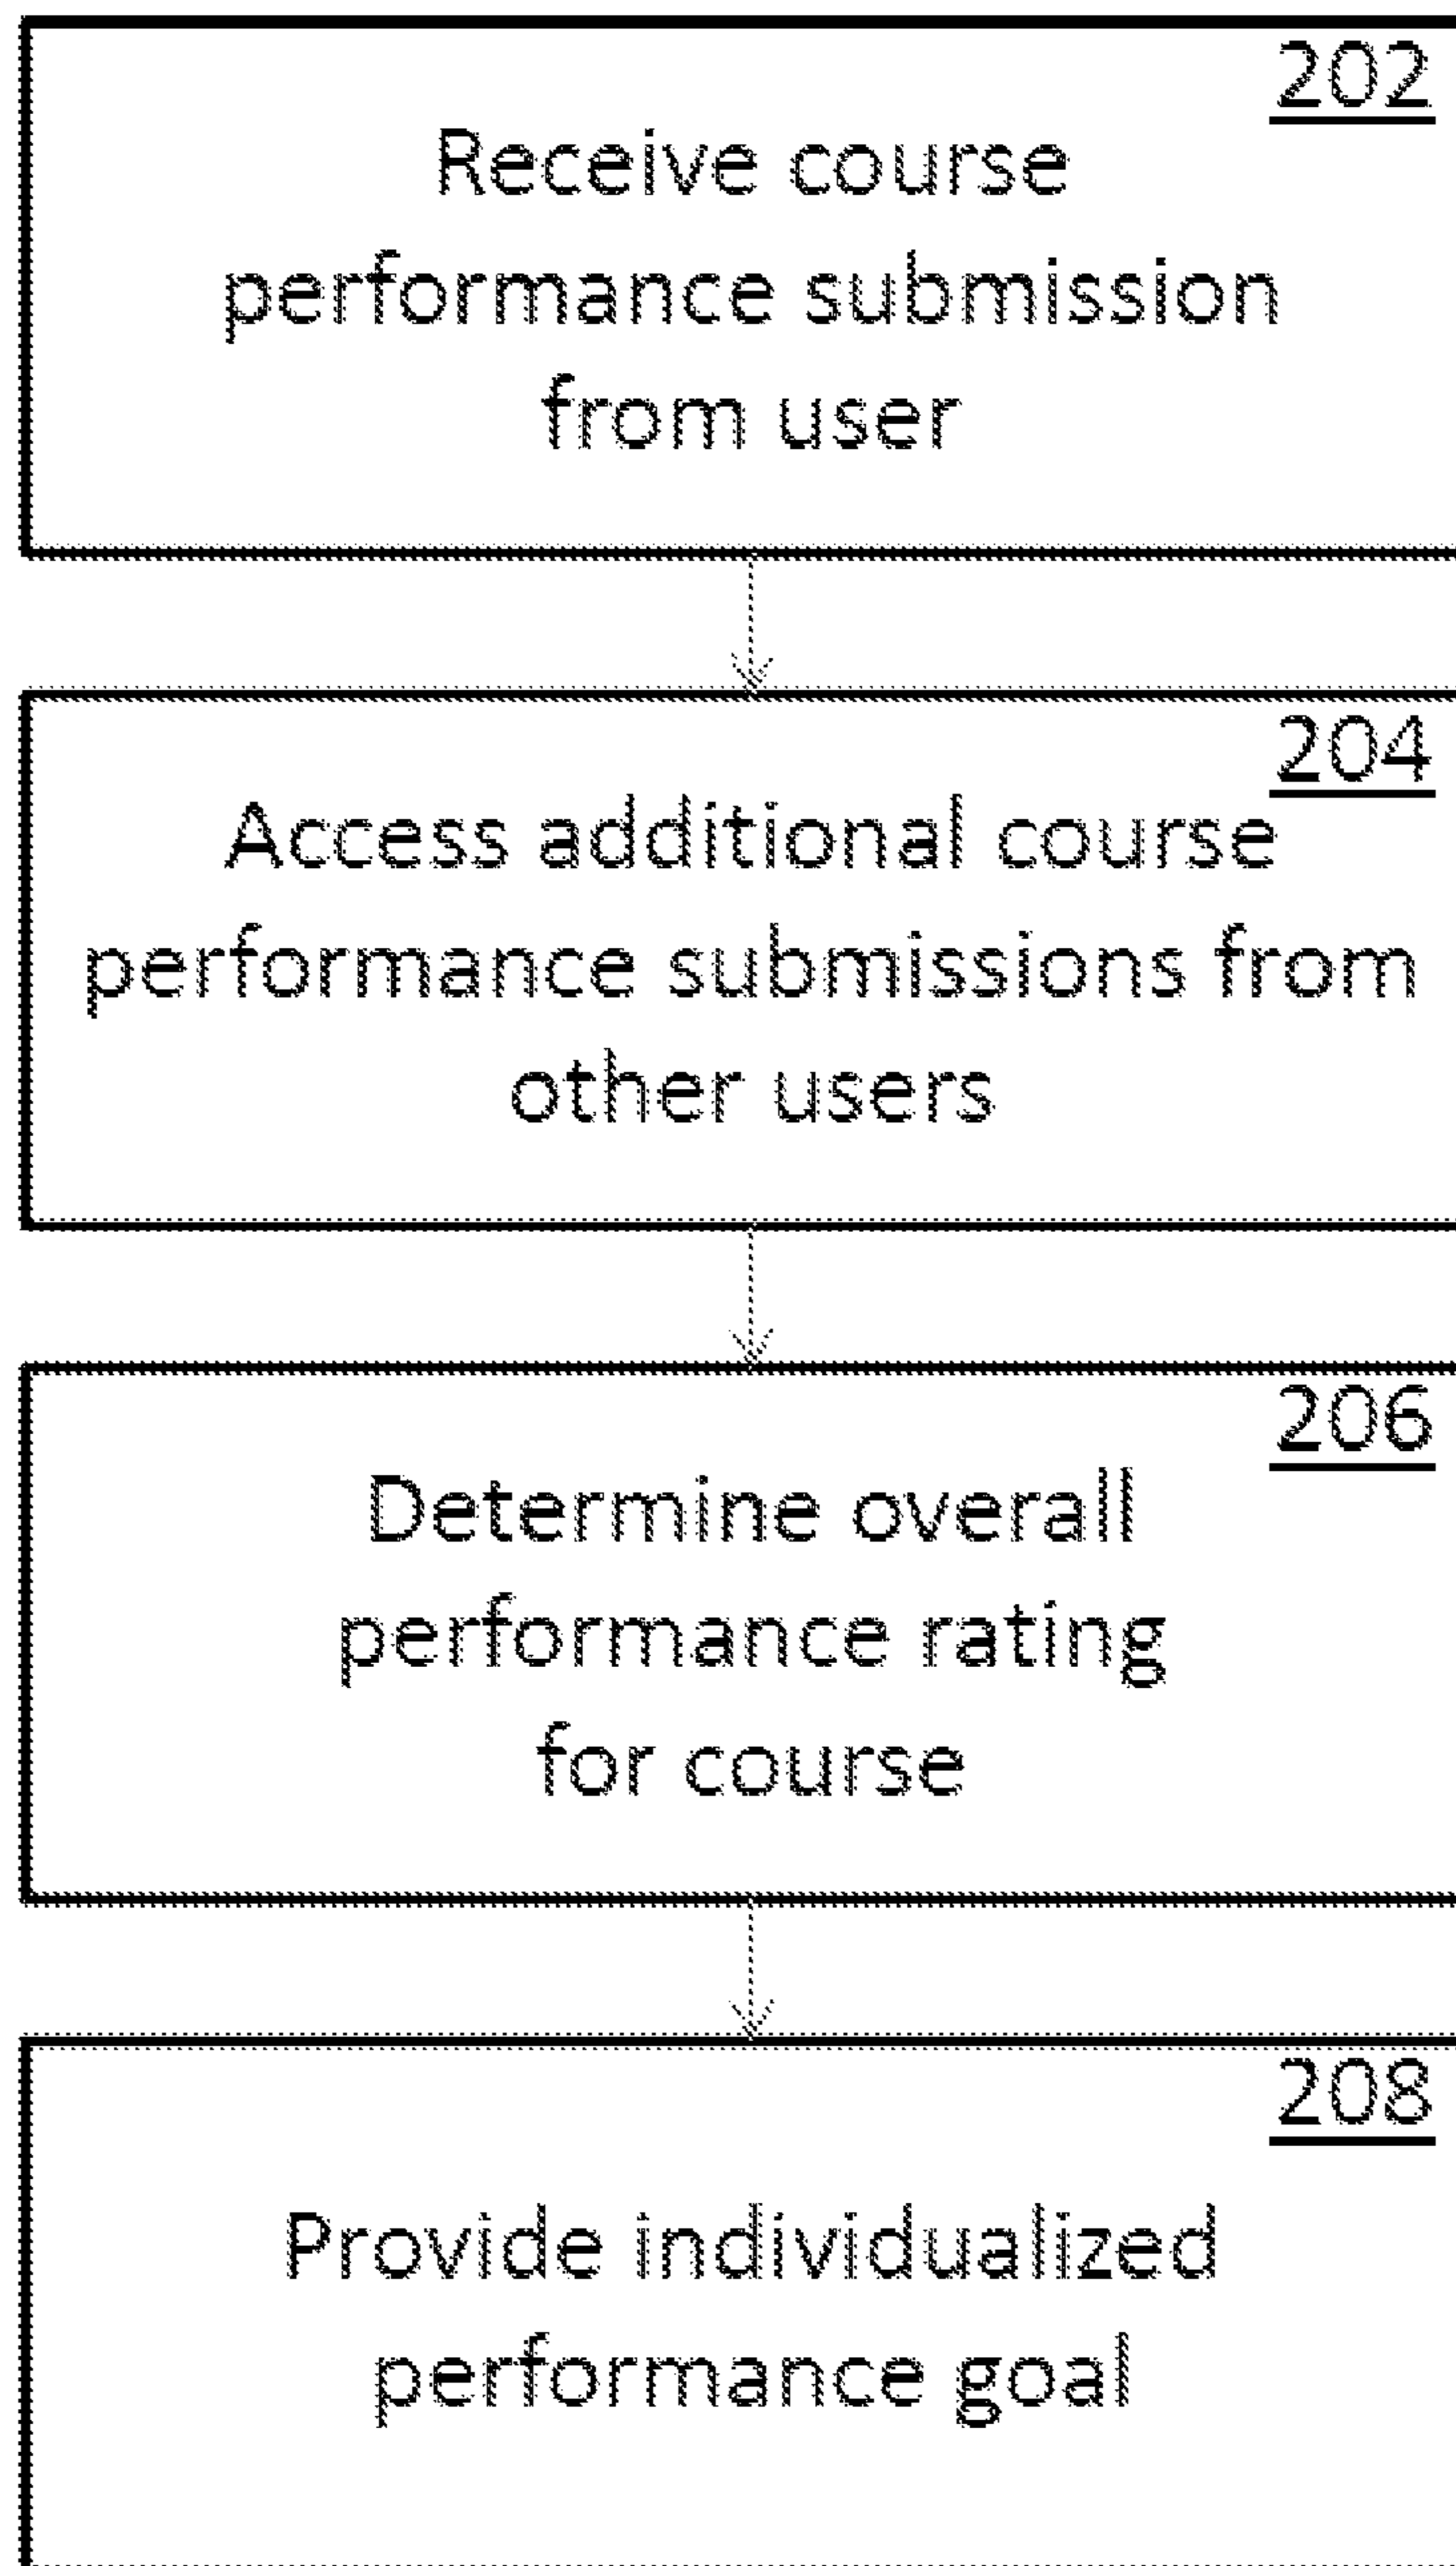 202
Receive course
performance submission
from user
204
Access additional course
performance submissions from
other users
206
Determine overall
performance rating
for course
208
Provide individualized
performance goal